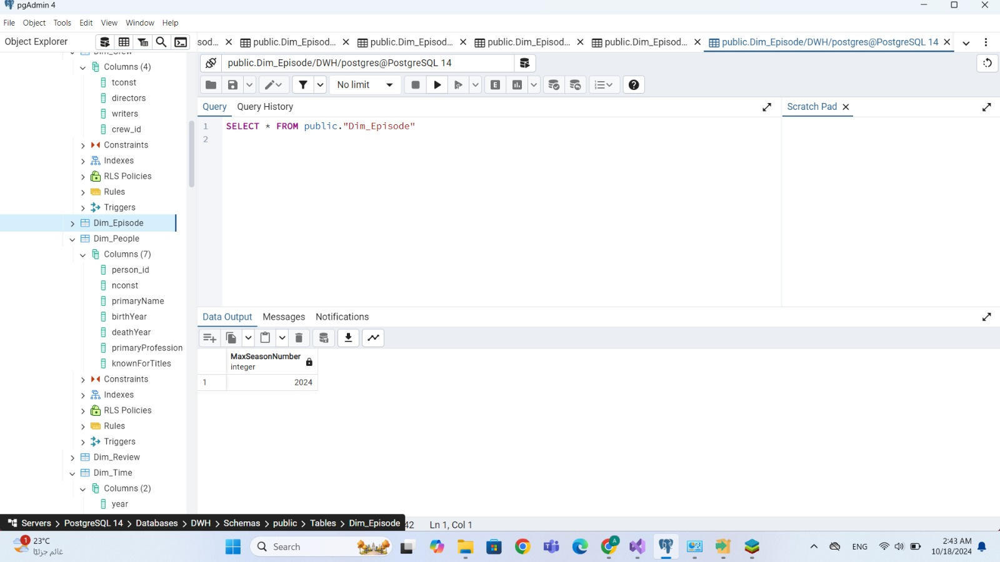 pgAdmin 4
File Object Tools Edit View Window Help
Object Explorer
sod... public.Dim_Episod... public.Dim_Episod... public.Dim_Episod... public.Dim_Episod... public.Dim_Episode/DWH/postgres@PostgreSQL 14
public.Dim_Episode/DWH/postgres@PostgreSQL 14
No limit
E
Query Query History
Scratch Pad
1 SELECT * FROM public."Dim_Episode"
2
Columns (4)
tconst
directors
writers
crew_id
Constraints
Indexes
RLS Policies
Rules
Triggers
Dim_Episode
Dim_People
Columns (7)
person_id
nconst
primaryName
birthYear
deathYear
primaryProfession
knownForTitles
Constraints
Indexes
RLS Policies
Rules
Triggers
Dim_Review
Dim_Time
Columns (2)
year
Data Output Messages Notifications
MaxSeasonNumber
integer
1 2024
Servers > PostgreSQL 14 > Databases > DWH > Schemas > public > Tables > Dim_Episode
42 Ln 1, Col 1
1
23°C
غائم جزئيًا
Search
A
ENG
2:43 AM
10/18/2024